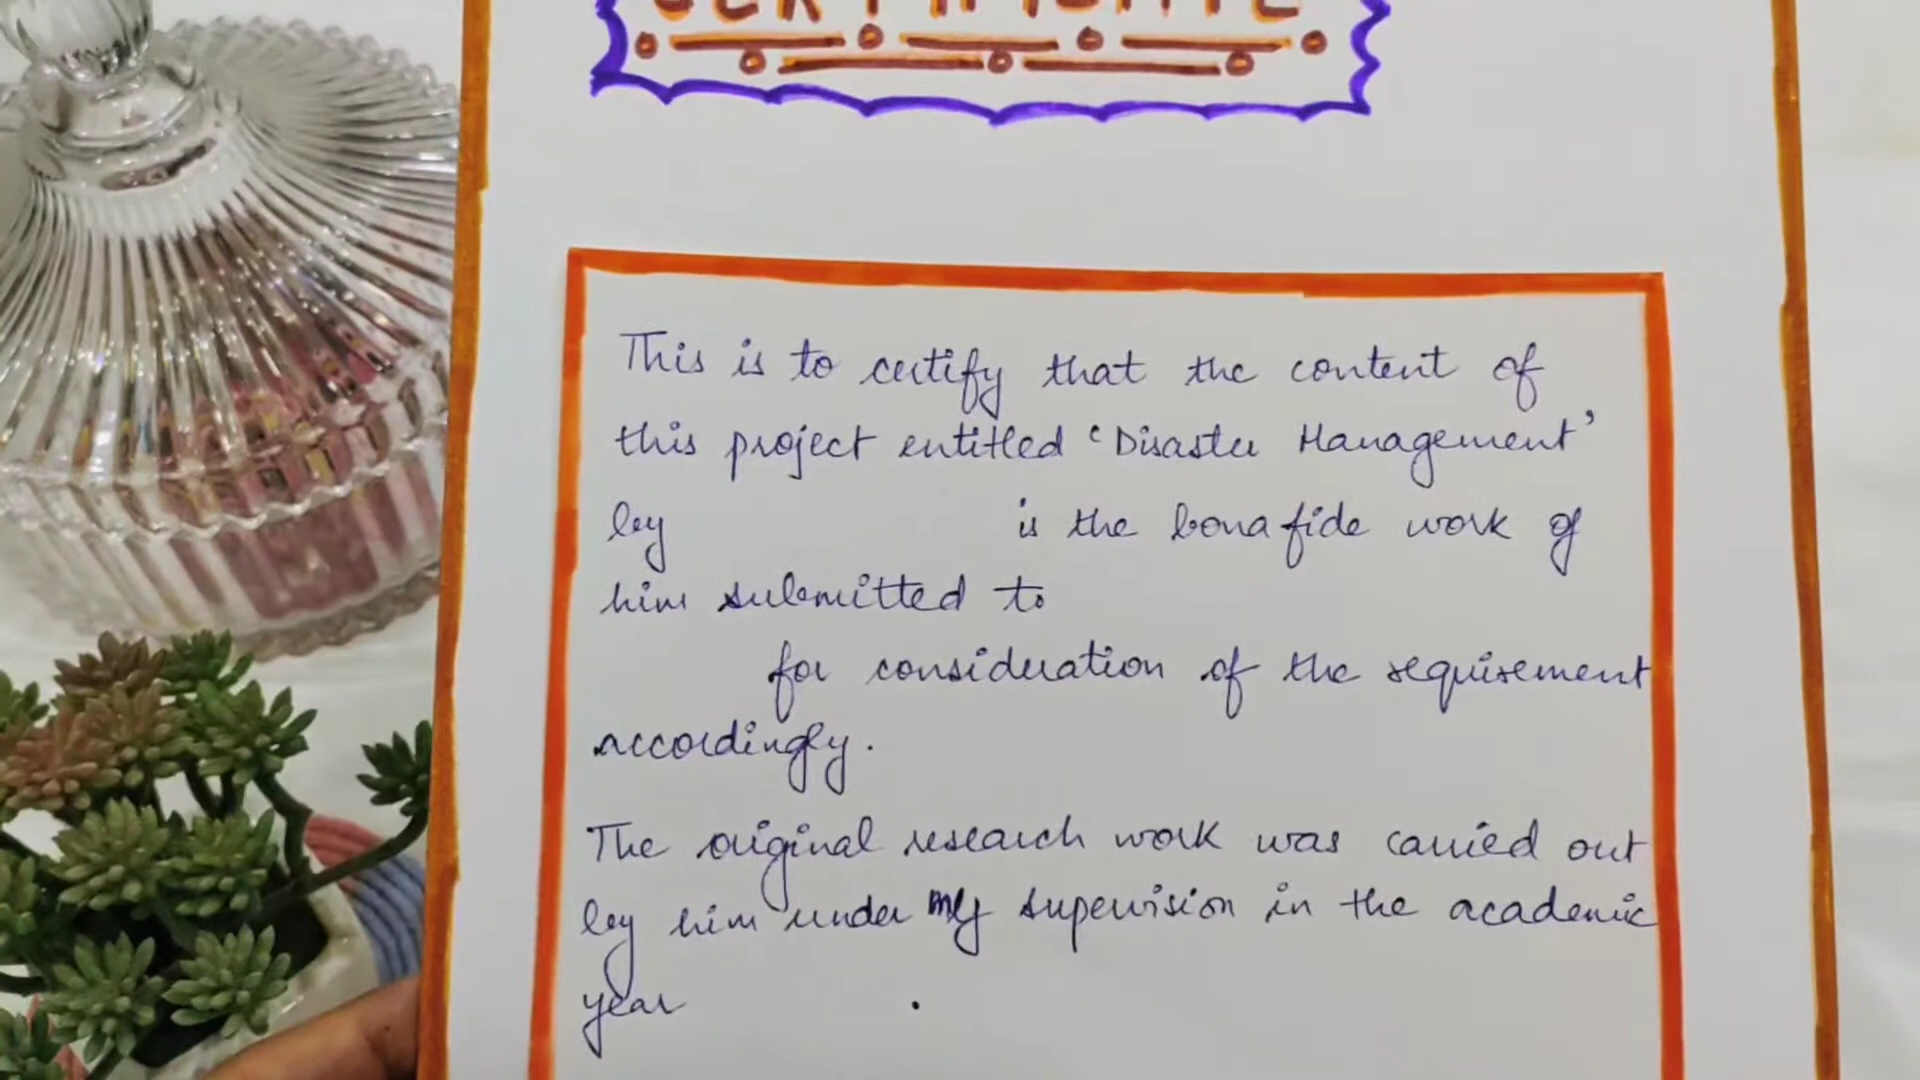 CERTIFICATE
This is to certify that the content of
this project entitled 'Disaster Management'
by is the bonafide work of
him submitted to
for consideration of the requirement
accordingly.
The original research work was carried out
by him under my supervision in the academic
year .